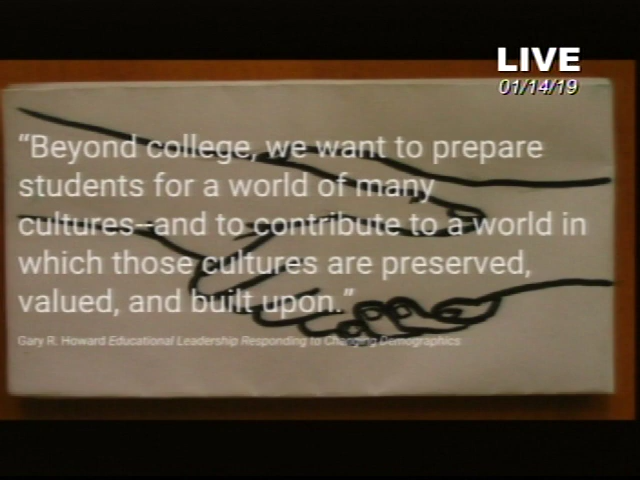 LIVE
01/14/19
“Beyond college, we want to prepare
students for a world of many
cultures--and to contribute to a world in
which those cultures are preserved,
valued, and built upon.”
Gary R. Howard Educational Leadership Responding to Changing Demographics